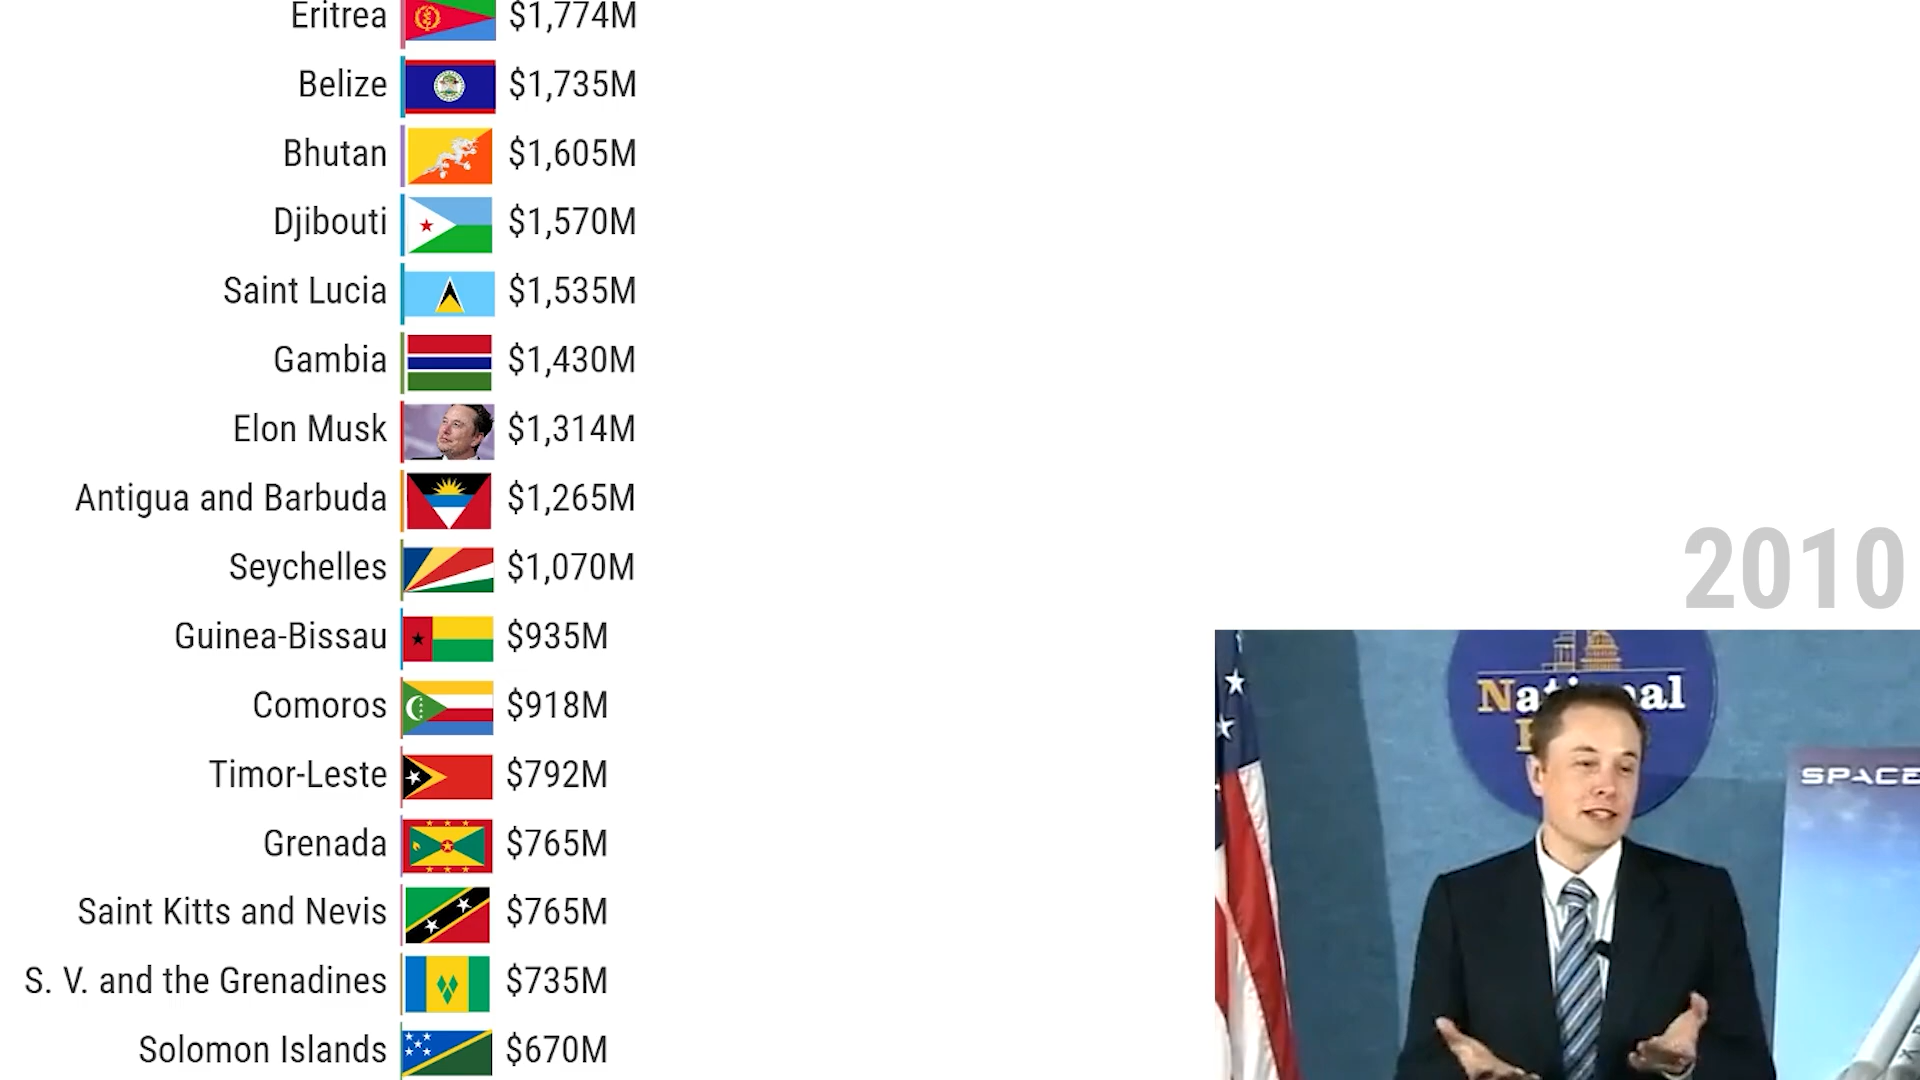 Eritrea $1,774M
Belize $1,735M
Bhutan $1,605M
Djibouti $1,570M
Saint Lucia $1,535M
Gambia $1,430M
Elon Musk $1,314M
Antigua and Barbuda $1,265M
Seychelles $1,070M
Guinea-Bissau $935M
Comoros $918M
Timor-Leste $792M
Grenada $765M
Saint Kitts and Nevis $765M
S. V. and the Grenadines $735M
Solomon Islands $670M
2010
National
SPACE